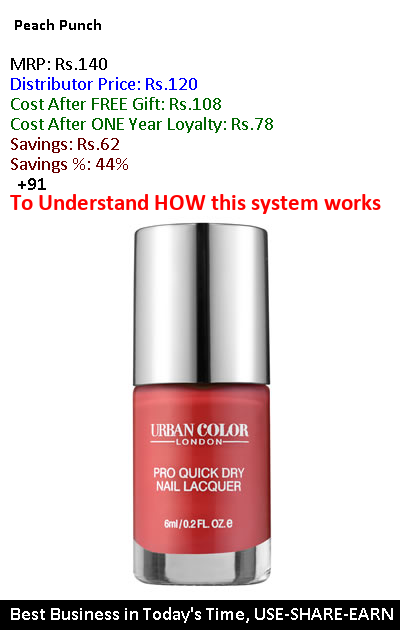 Peach Punch
MRP: Rs.140
Distributor Price: Rs.120
Cost After FREE Gift: Rs.108
Cost After ONE Year Loyalty: Rs.78
Savings: Rs.62
Savings %: 44%
+91
To Understand HOW this system works
URBAN COLOR
LONDON
PRO QUICK DRY
NAIL LACQUER
6ml/0.2 FL. OZ.e
Best Business in Today's Time, USE-SHARE-EARN